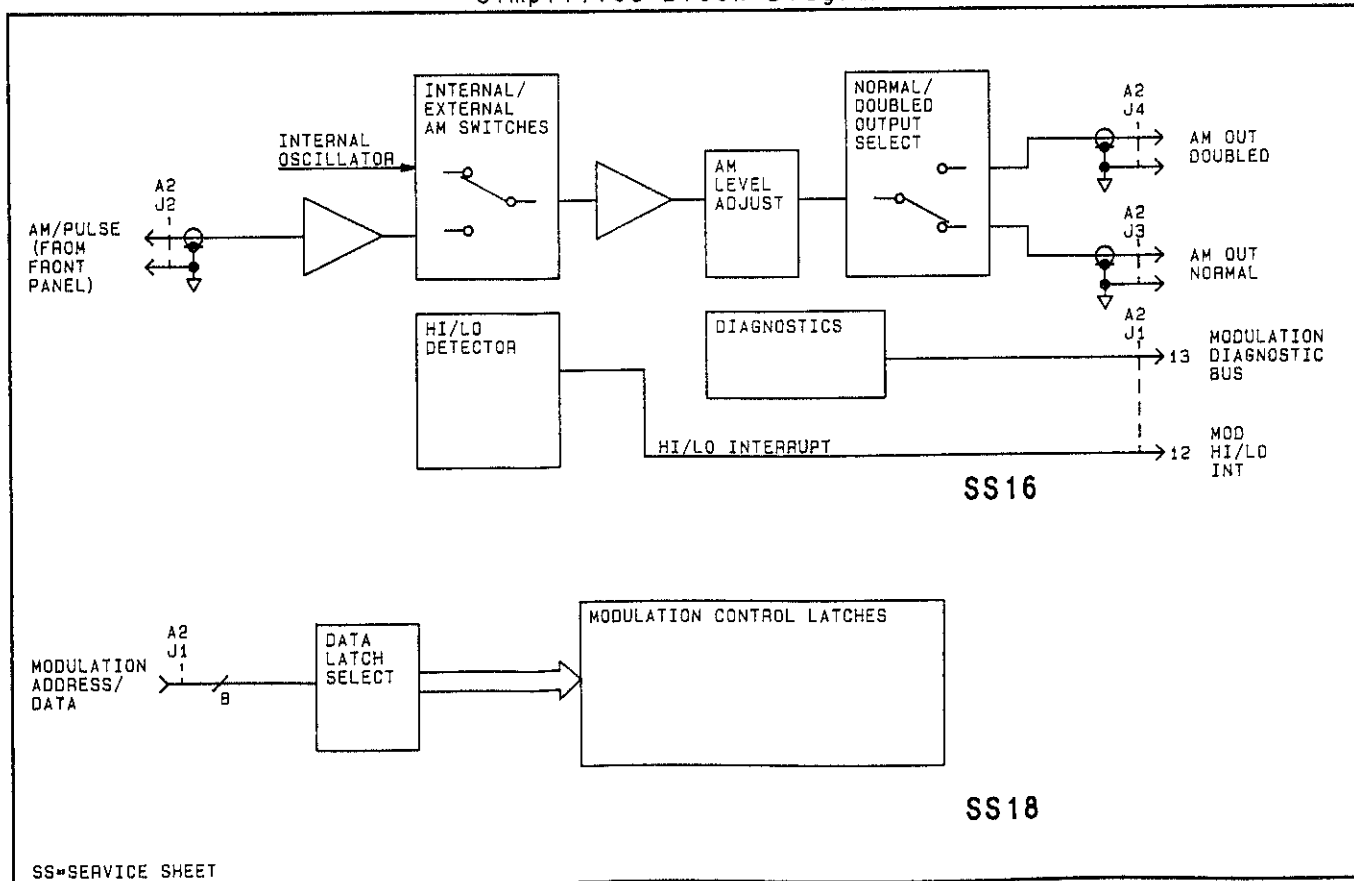 INTERNAL/
EXTERNAL
AM SWITCHES
NORMAL/
DOUBLED
OUTPUT
SELECT
A2
J4
AM OUT
DOUBLED
INTERNAL
OSCILLATOR
A2
J2
AM/PULSE
(FROM
FRONT
PANEL)
AM
LEVEL
ADJUST
A2
J3
AM OUT
NORMAL
HI/LO
DETECTOR
DIAGNOSTICS
A2
J1
13
MODULATION
DIAGNOSTIC
BUS
HI/LO INTERRUPT
12
MOD
HI/LO
INT
SS16
A2
J1
MODULATION
ADDRESS/
DATA
8
DATA
LATCH
SELECT
MODULATION CONTROL LATCHES
SS18
SS=SERVICE SHEET